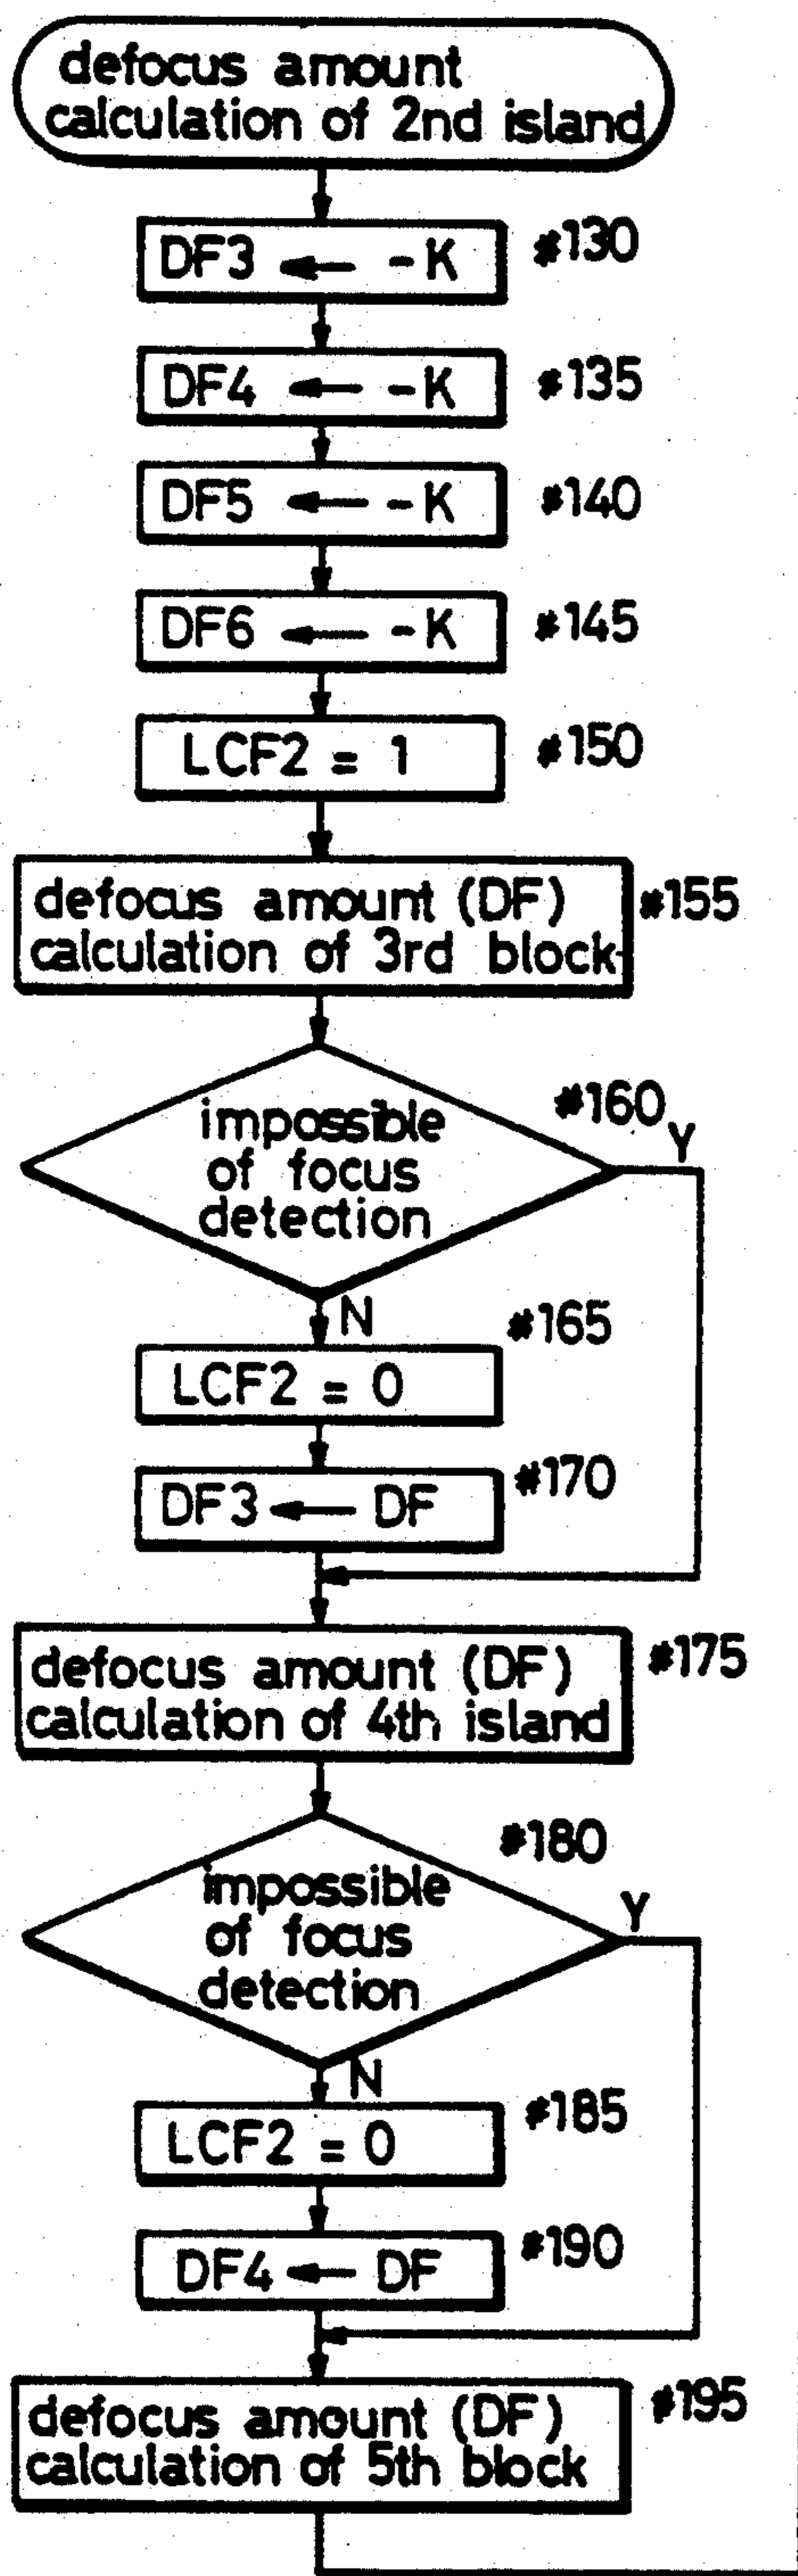 defocus amount
calculation of 2nd island
DF3 ← -K #130
DF4 ← -K #135
DF5 ← -K #140
DF6 ← -K #145
LCF2 = 1 #150
defocus amount (DF) #155
calculation of 3rd block
#160
Y
impossible
of focus
detection
N
#165
LCF2 = 0
DF3 ← DF #170
defocus amount (DF) #175
calculation of 4th island
#180
Y
impossible
of focus
detection
N
LCF2 = 0 #185
DF4 ← DF #190
defocus amount (DF) #195
calculation of 5th block